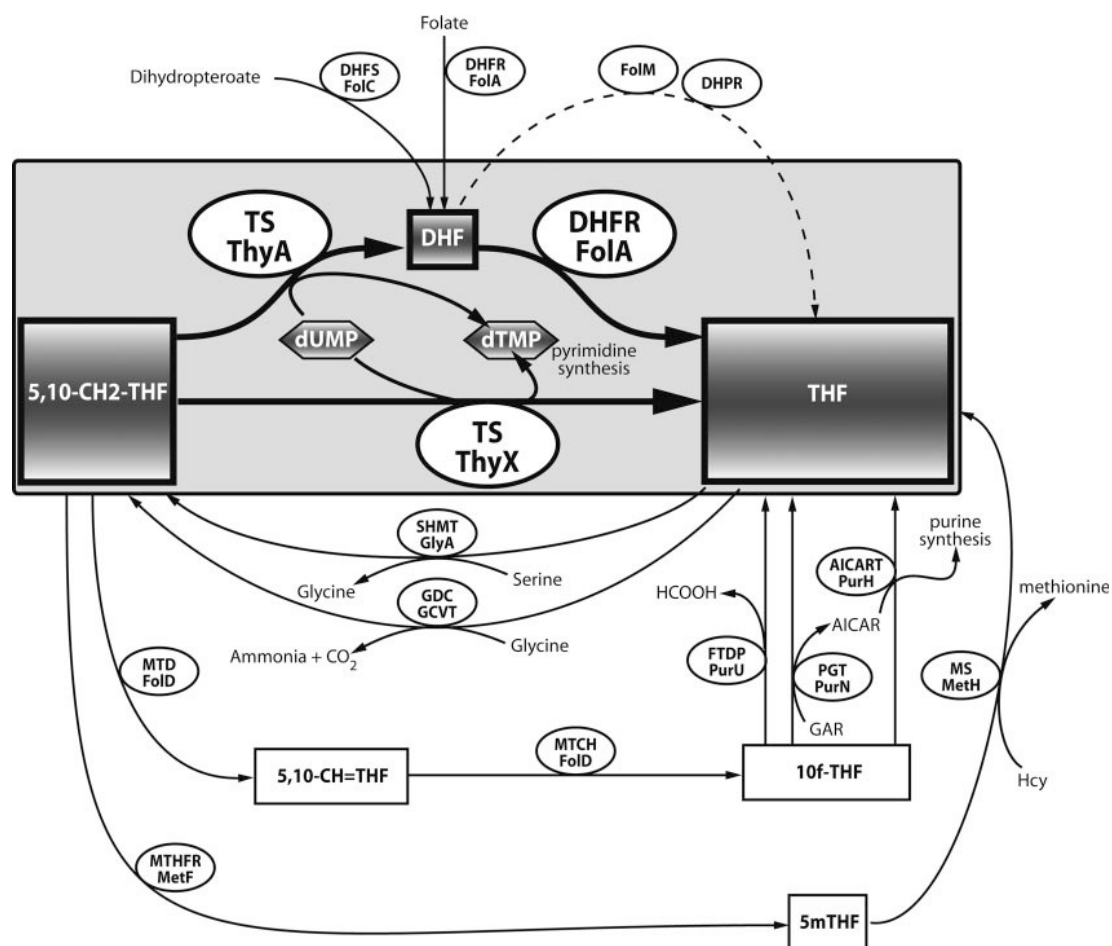 Folate
Dihydropteroate
DHFS
FolC
DHFR
FolA
FolM
DHPR
TS
ThyA
DHF
DHFR
FolA
dUMP
dTMP
pyrimidine
synthesis
5,10-CH2-THF
THF
TS
ThyX
SHMT
GlyA
Glycine
Serine
GDC
GCVT
Ammonia + CO2
Glycine
purine
synthesis
AICART
PurH
HCOOH
AICAR
methionine
MTD
FolD
FTDP
PurU
PGT
PurN
MS
MetH
GAR
MTCH
FolD
5,10-CH=THF
10f-THF
Hcy
MTHFR
MetF
5mTHF